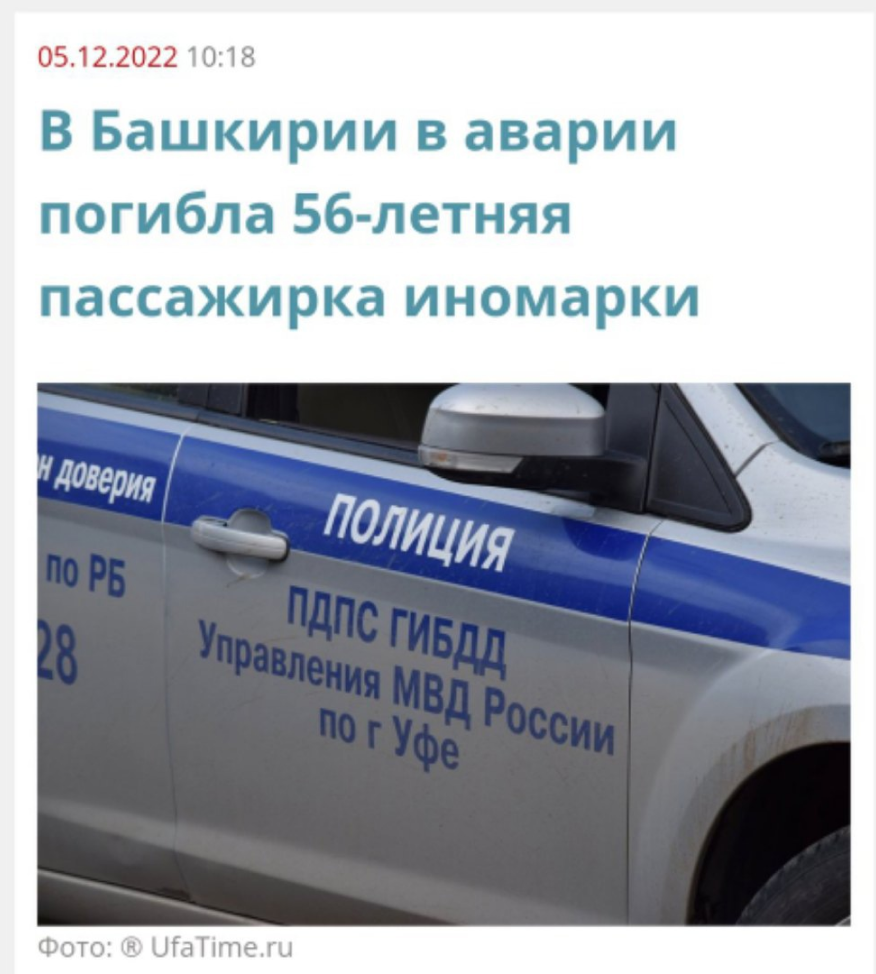 05.12.2022 10:18
В Башкирии в аварии
погибла 56-летняя
пассажирка иномарки
н доверия
ПОЛИЦИЯ
по РБ
28
ПДПС ГИБДД
Управления МВД России
по г Уфе
Фото: ® UfaTime.ru